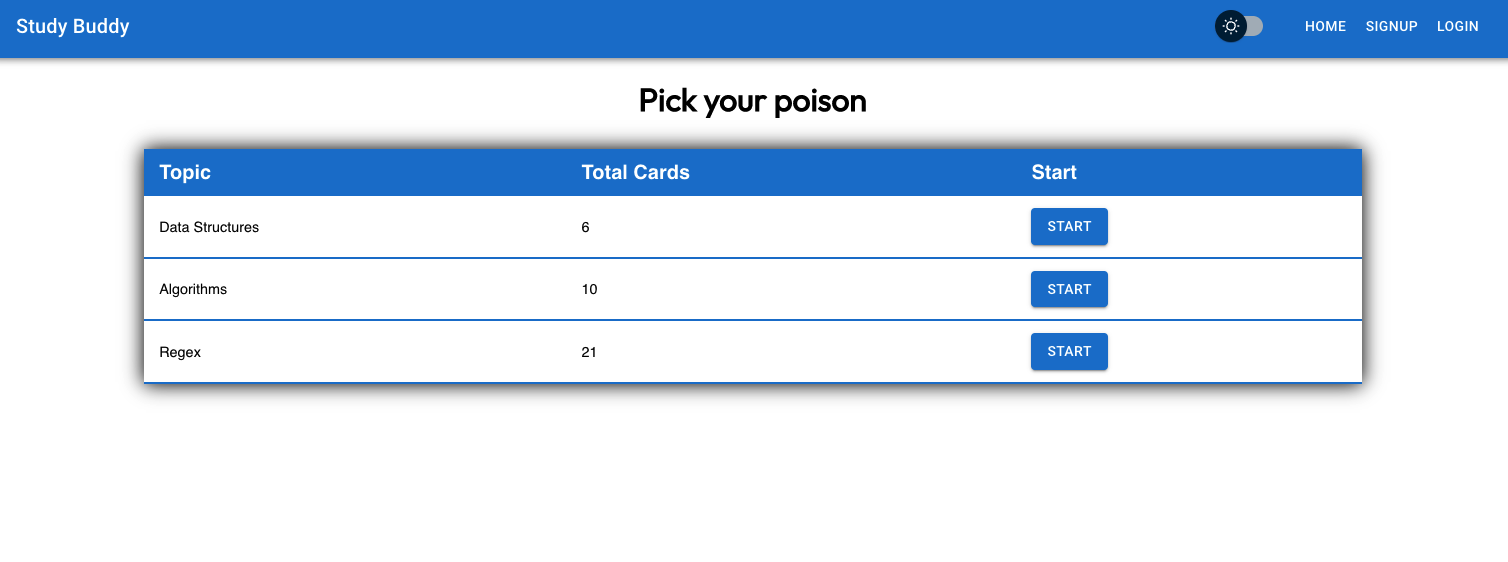 Study Buddy HOME SIGNUP LOGIN
Pick your poison
Topic Total Cards Start
Data Structures 6 START
Algorithms 10 START
Regex 21 START